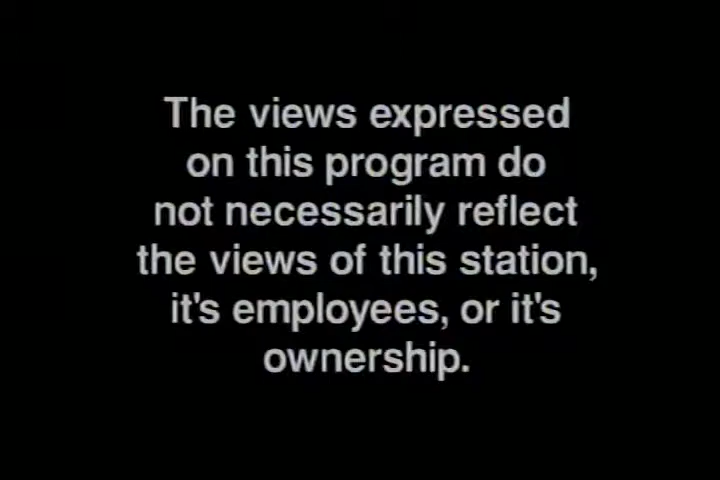 The views expressed
on this program do
not necessarily reflect
the views of this station,
it's employees, or it's
ownership.